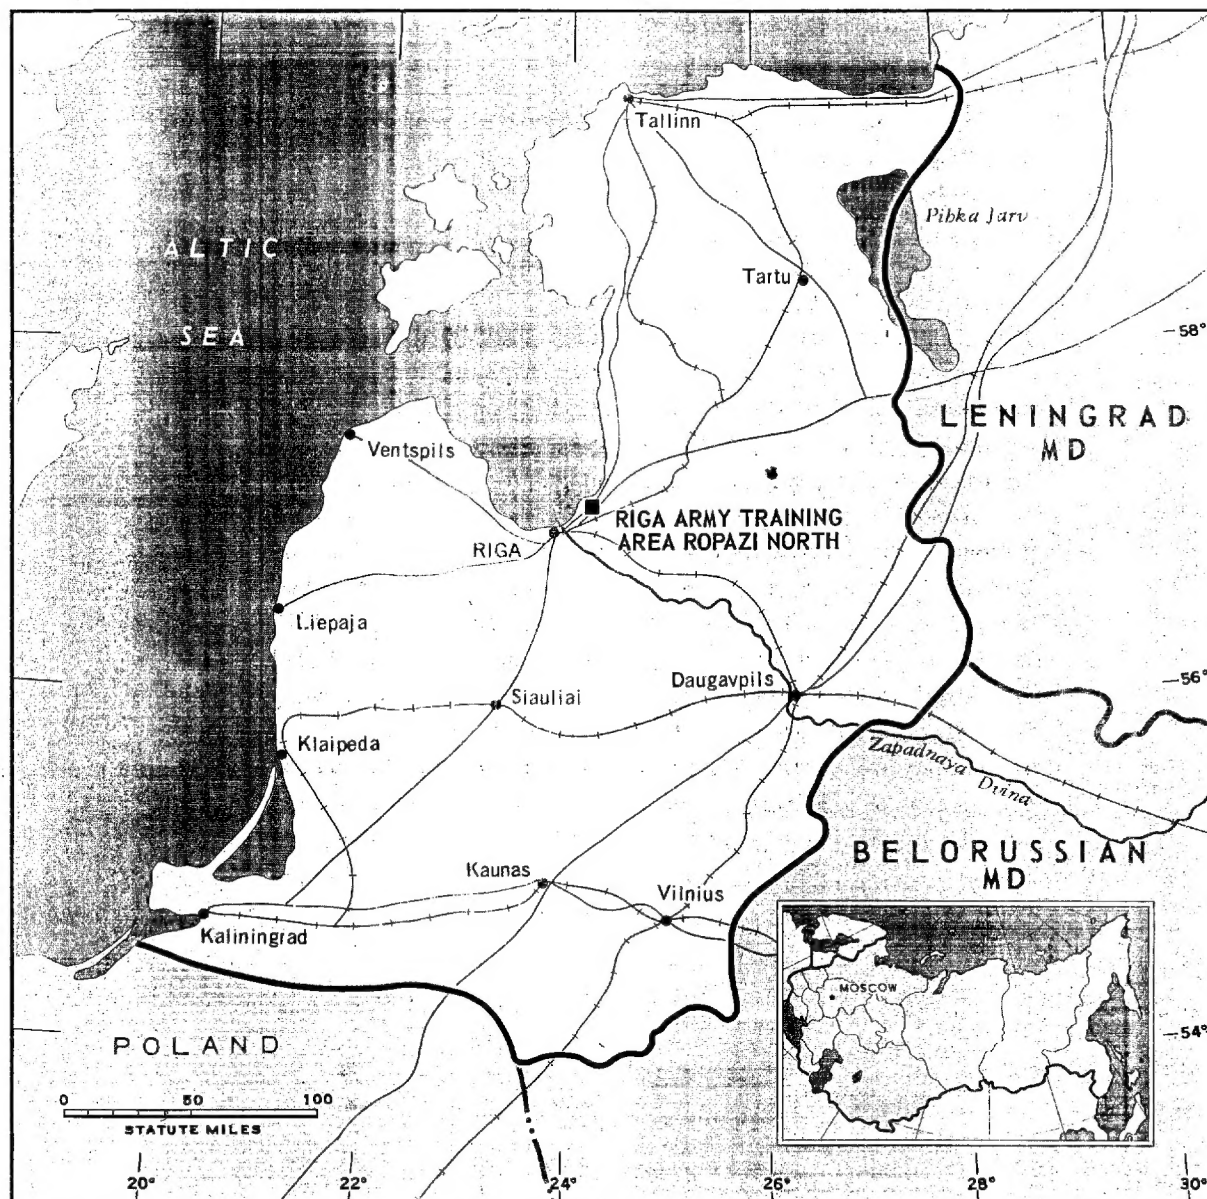 Tallinn
Pihka Jarv
ALTIC
Tartu
SEA
58°
LENINGRAD
MD
Ventspils
RIGA ARMY TRAINING
AREA ROPAZI NORTH
RIGA
Liepaja
Daugavpils
56°
Siauliai
Klaipeda
Zapadnaya Dvina
BELORUSSIAN
MD
Kaunas
Vilnius
Kaliningrad
MOSCOW
54°
POLAND
0 50 100
STATUTE MILES
20° 22° 24° 26° 28° 30°